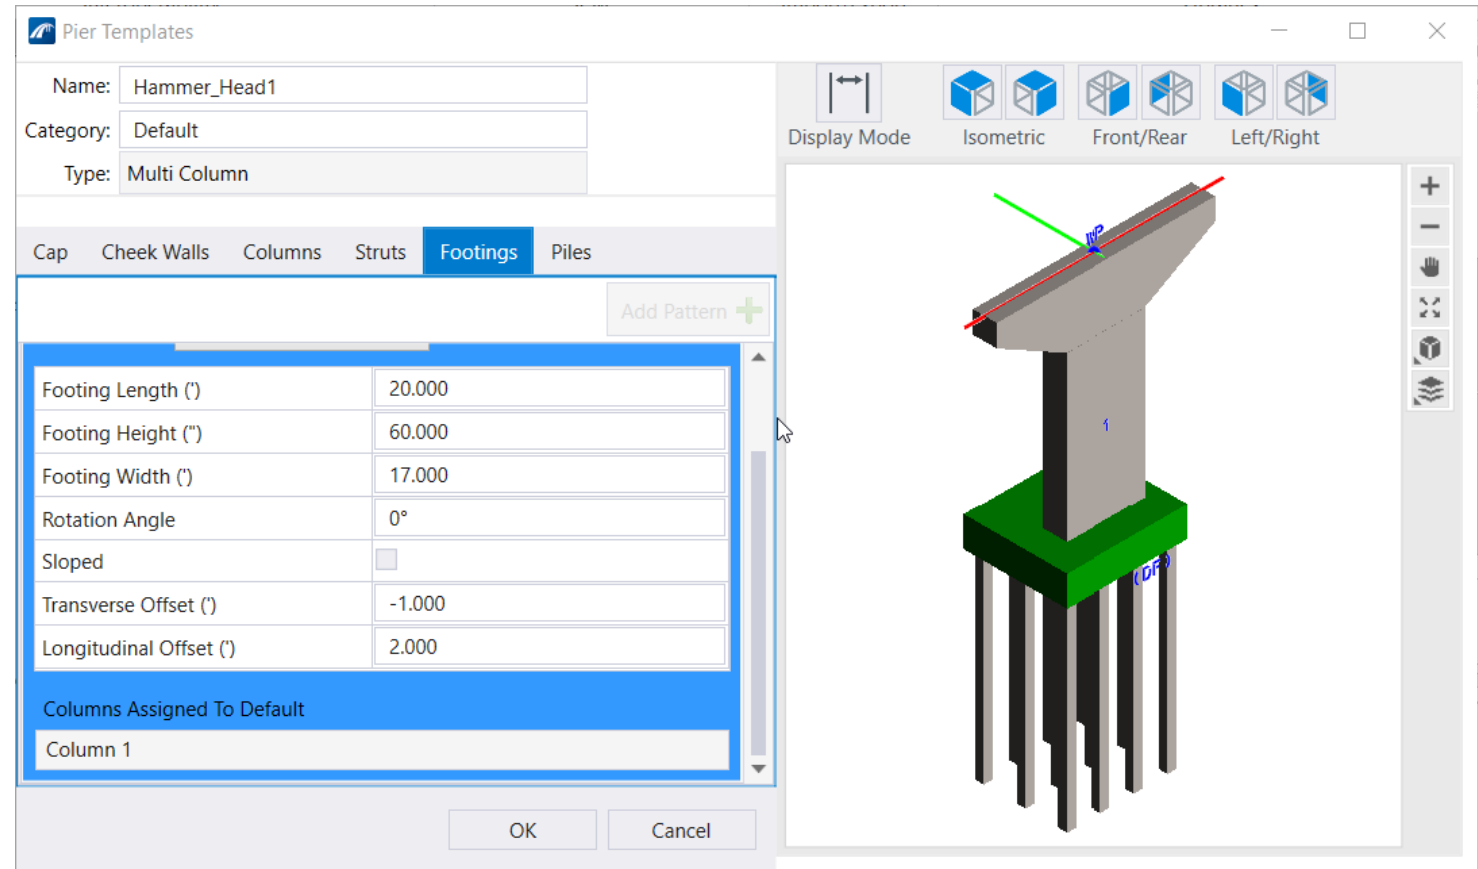 Pier Templates
Name: Hammer_Head1
Category: Default
Type: Multi Column
Cap Cheek Walls Columns Struts Footings Piles
Add Pattern
Footing Length (') 20.000
Footing Height (") 60.000
Footing Width (') 17.000
Rotation Angle 0°
Sloped
Transverse Offset (') -1.000
Longitudinal Offset (') 2.000
Columns Assigned To Default
Column 1
OK Cancel
Display Mode Isometric Front/Rear Left/Right
WP
1
(DF)